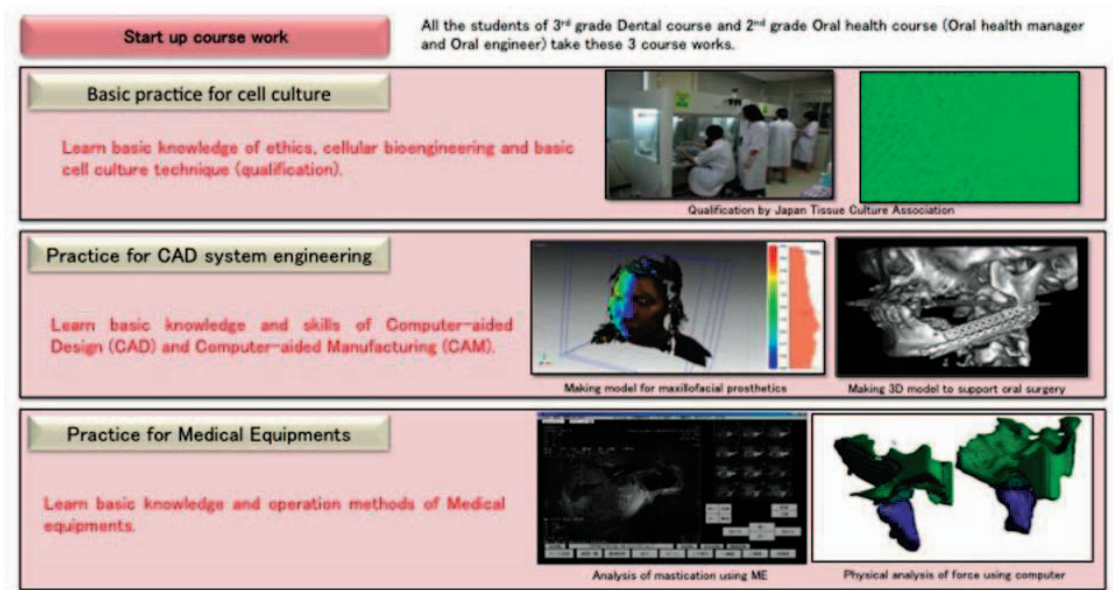 Start up course work
All the students of 3rd grade Dental course and 2nd grade Oral health course (Oral health manager
and Oral engineer) take these 3 course works.
Basic practice for cell culture
Learn basic knowledge of ethics, cellular bioengineering and basic
cell culture technique (qualification).
Qualification by Japan Tissue Culture Association
Practice for CAD system engineering
Learn basic knowledge and skills of Computer-aided
Design (CAD) and Computer-aided Manufacturing (CAM).
Making model for maxillofacial prosthetics
Making 3D model to support oral surgery
Practice for Medical Equipments
Learn basic knowledge and operation methods of Medical
equipments.
Analysis of mastication using ME
Physical analysis of force using computer